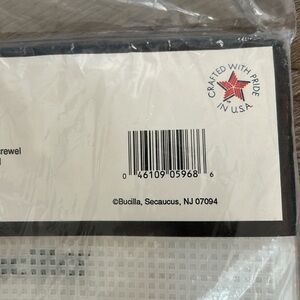 CRAFTED WITH PRIDE
IN U.S.A.
rewel
0 46109 05968 6
©Bucilla, Secaucus, NJ 07094